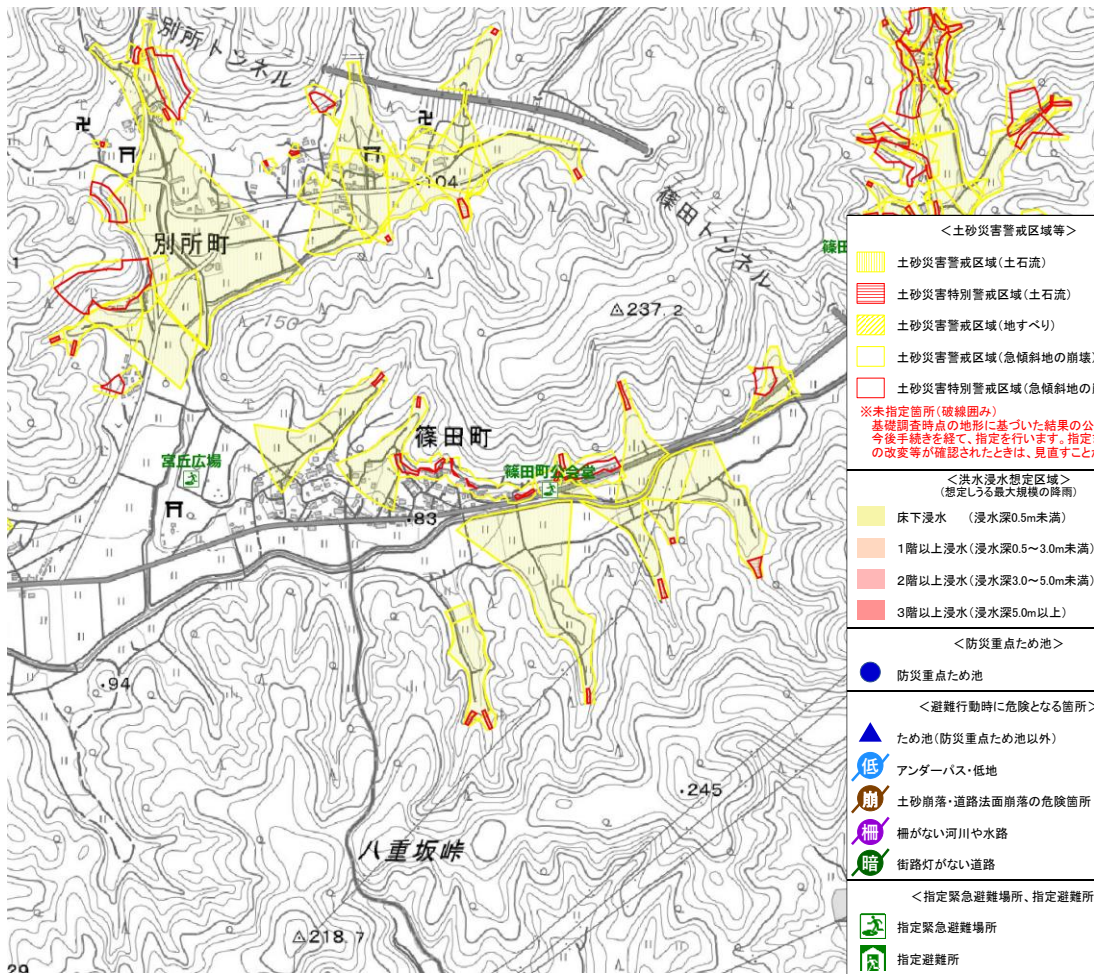 別所トンネル
104
篠田トンネル
別所町
篠田
150
237.2
篠田町
宮丘広場
篠田町公会堂
83
94
245
八重坂峠
218.7
29
＜土砂災害警戒区域等＞
土砂災害警戒区域(土石流)
土砂災害特別警戒区域(土石流)
土砂災害警戒区域(地すべり)
土砂災害警戒区域(急傾斜地の崩壊)
土砂災害特別警戒区域(急傾斜地の
※未指定箇所(破線囲み)
基礎調査時点の地形に基づいた結果の公
今後手続きを経て、指定を行います。指定
の改変等が確認されたときは、見直すこと
＜洪水浸水想定区域＞
(想定しうる最大規模の降雨)
床下浸水 (浸水深0.5m未満)
1階以上浸水(浸水深0.5～3.0m未満)
2階以上浸水(浸水深3.0～5.0m未満)
3階以上浸水(浸水深5.0m以上)
＜防災重点ため池＞
防災重点ため池
＜避難行動時に危険となる箇所＞
ため池(防災重点ため池以外)
低 アンダーパス・低地
崩 土砂崩落・道路法面崩落の危険箇所
柵 柵がない河川や水路
暗 街路灯がない道路
＜指定緊急避難場所、指定避難所
指定緊急避難場所
指定避難所